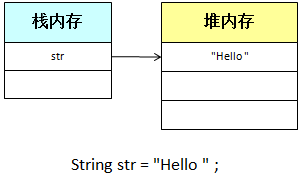 栈内存
堆内存
str
"Hello"
String str = "Hello " ;